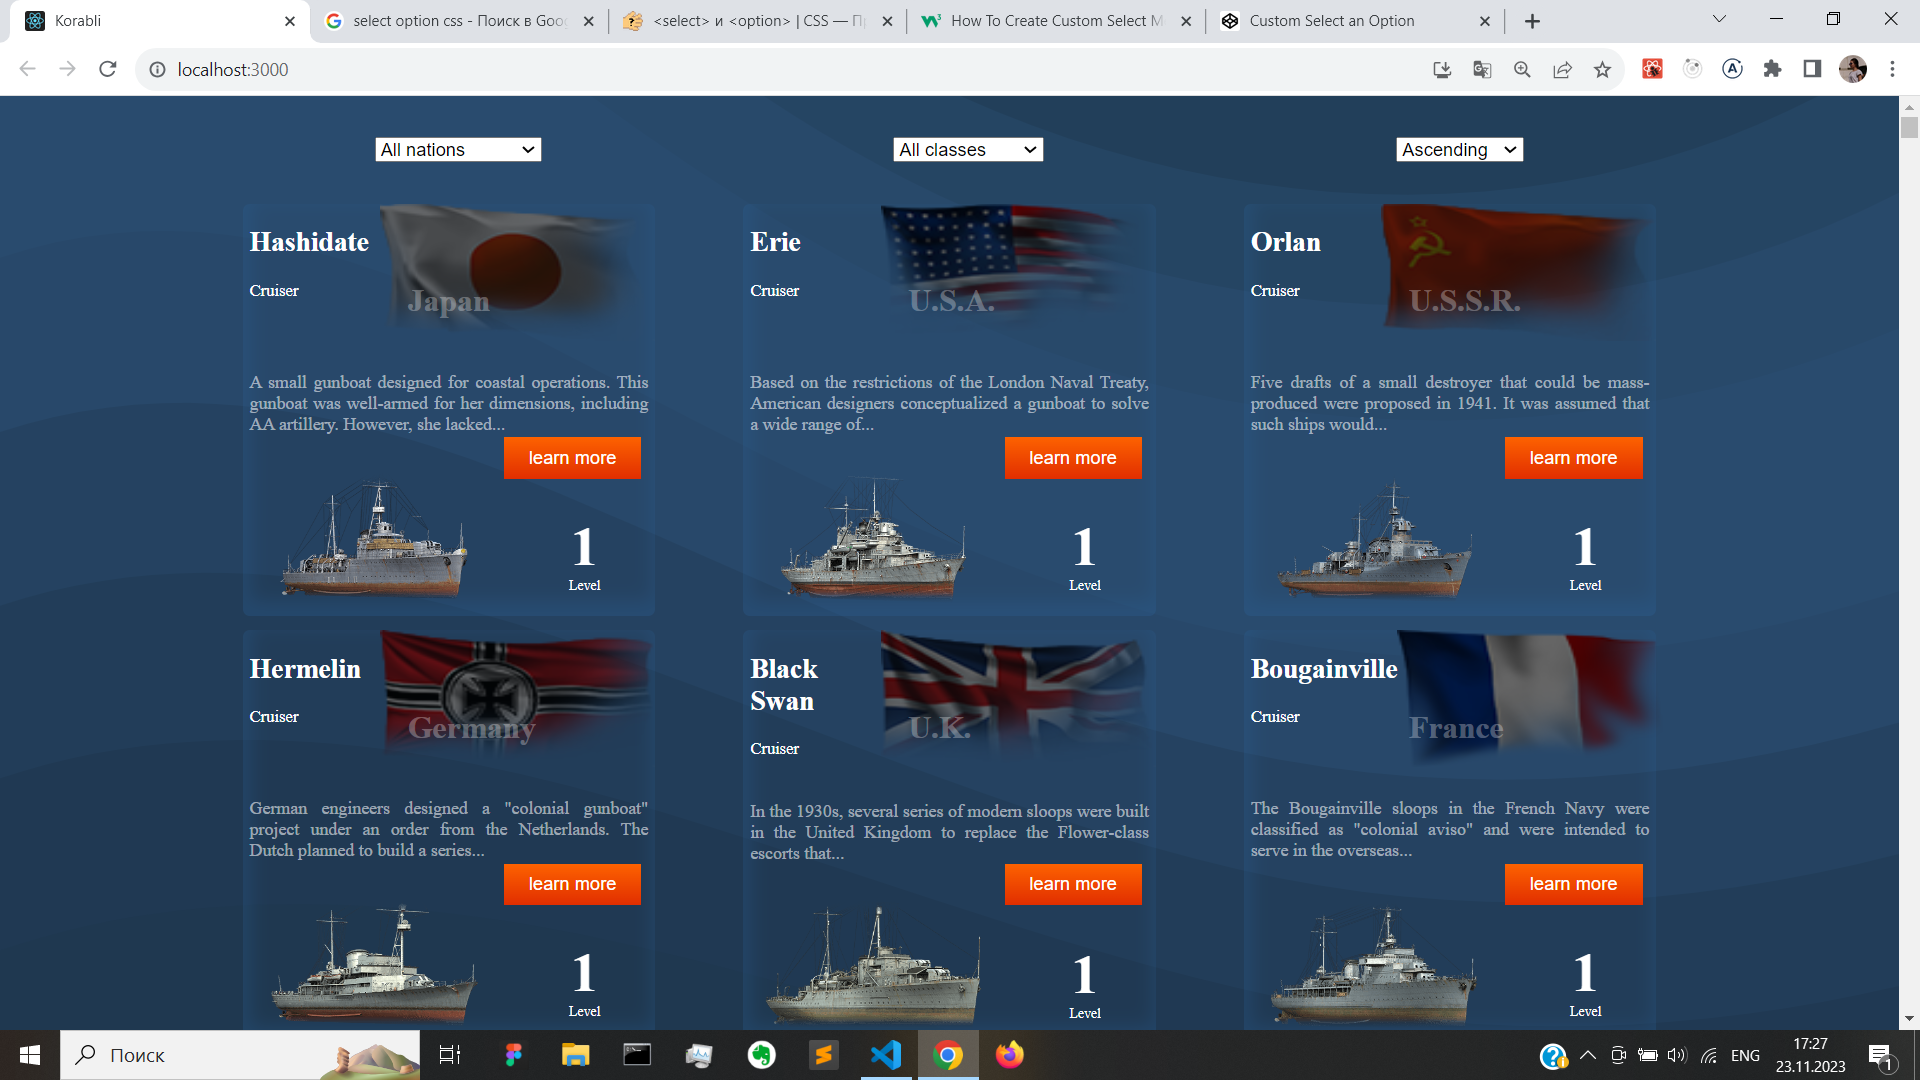 Korabli
select option css - Поиск в Goo
<select> и <option> | CSS — П
How To Create Custom Select M
Custom Select an Option
localhost:3000
All nations
All classes
Ascending
Hashidate
Cruiser
Japan
A small gunboat designed for coastal operations. This
gunboat was well-armed for her dimensions, including
AA artillery. However, she lacked...
learn more
1
Level
Erie
Cruiser
U.S.A.
Based on the restrictions of the London Naval Treaty,
American designers conceptualized a gunboat to solve
a wide range of...
learn more
1
Level
Orlan
Cruiser
U.S.S.R.
Five drafts of a small destroyer that could be mass-
produced were proposed in 1941. It was assumed that
such ships would...
learn more
1
Level
Hermelin
Cruiser
Germany
German engineers designed a "colonial gunboat"
project under an order from the Netherlands. The
Dutch planned to build a series...
learn more
1
Level
Black
Swan
Cruiser
U.K.
In the 1930s, several series of modern sloops were built
in the United Kingdom to replace the Flower-class
escorts that...
learn more
1
Level
Bougainville
Cruiser
France
The Bougainville sloops in the French Navy were
classified as "colonial aviso" and were intended to
serve in the overseas...
learn more
1
Level
Поиск
ENG
17:27
23.11.2023
1